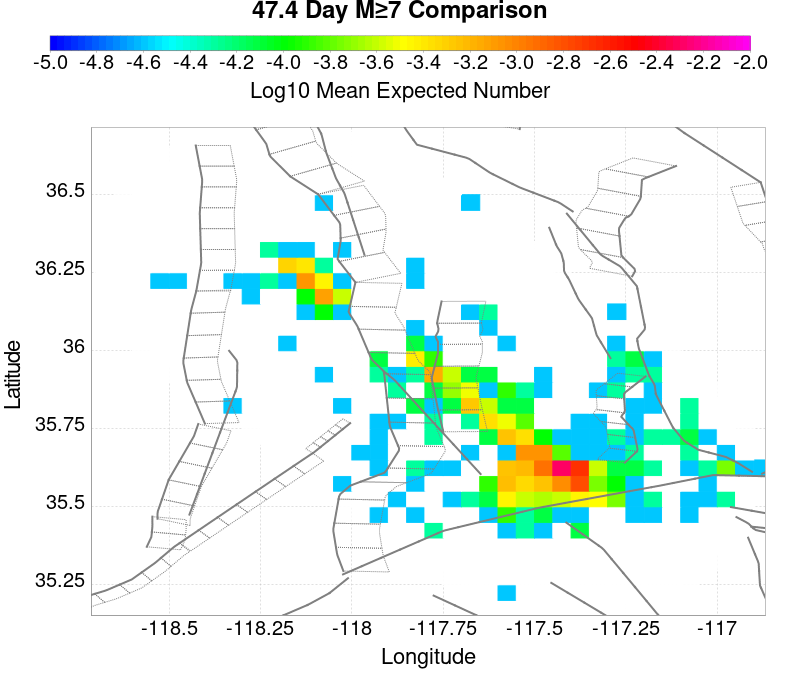 47.4 Day M≥7 Comparison
-5.0 -4.8 -4.6 -4.4 -4.2 -4.0 -3.8 -3.6 -3.4 -3.2 -3.0 -2.8 -2.6 -2.4 -2.2 -2.0
Log10 Mean Expected Number
36.5
36.25
36
35.75
35.5
35.25
Latitude
-118.5 -118.25 -118 -117.75 -117.5 -117.25 -117
Longitude